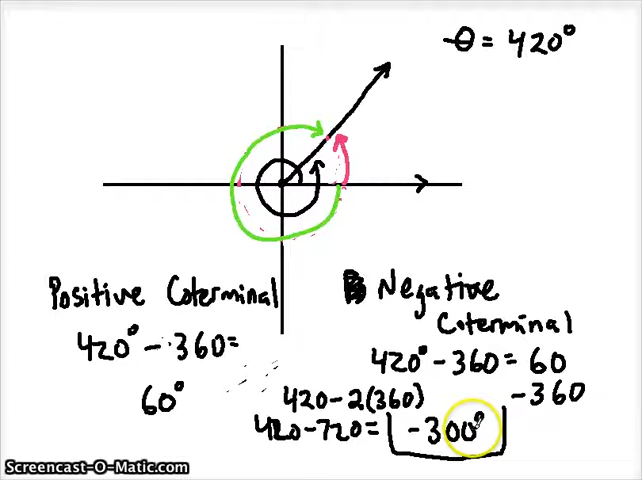 θ = 420°
Positive Coterminal
420° - 360 =
60°
Negative
Coterminal
420° - 360 = 60
- 360
420 - 2(360)
420 - 720 = -300°
Screencast-O-Matic.com